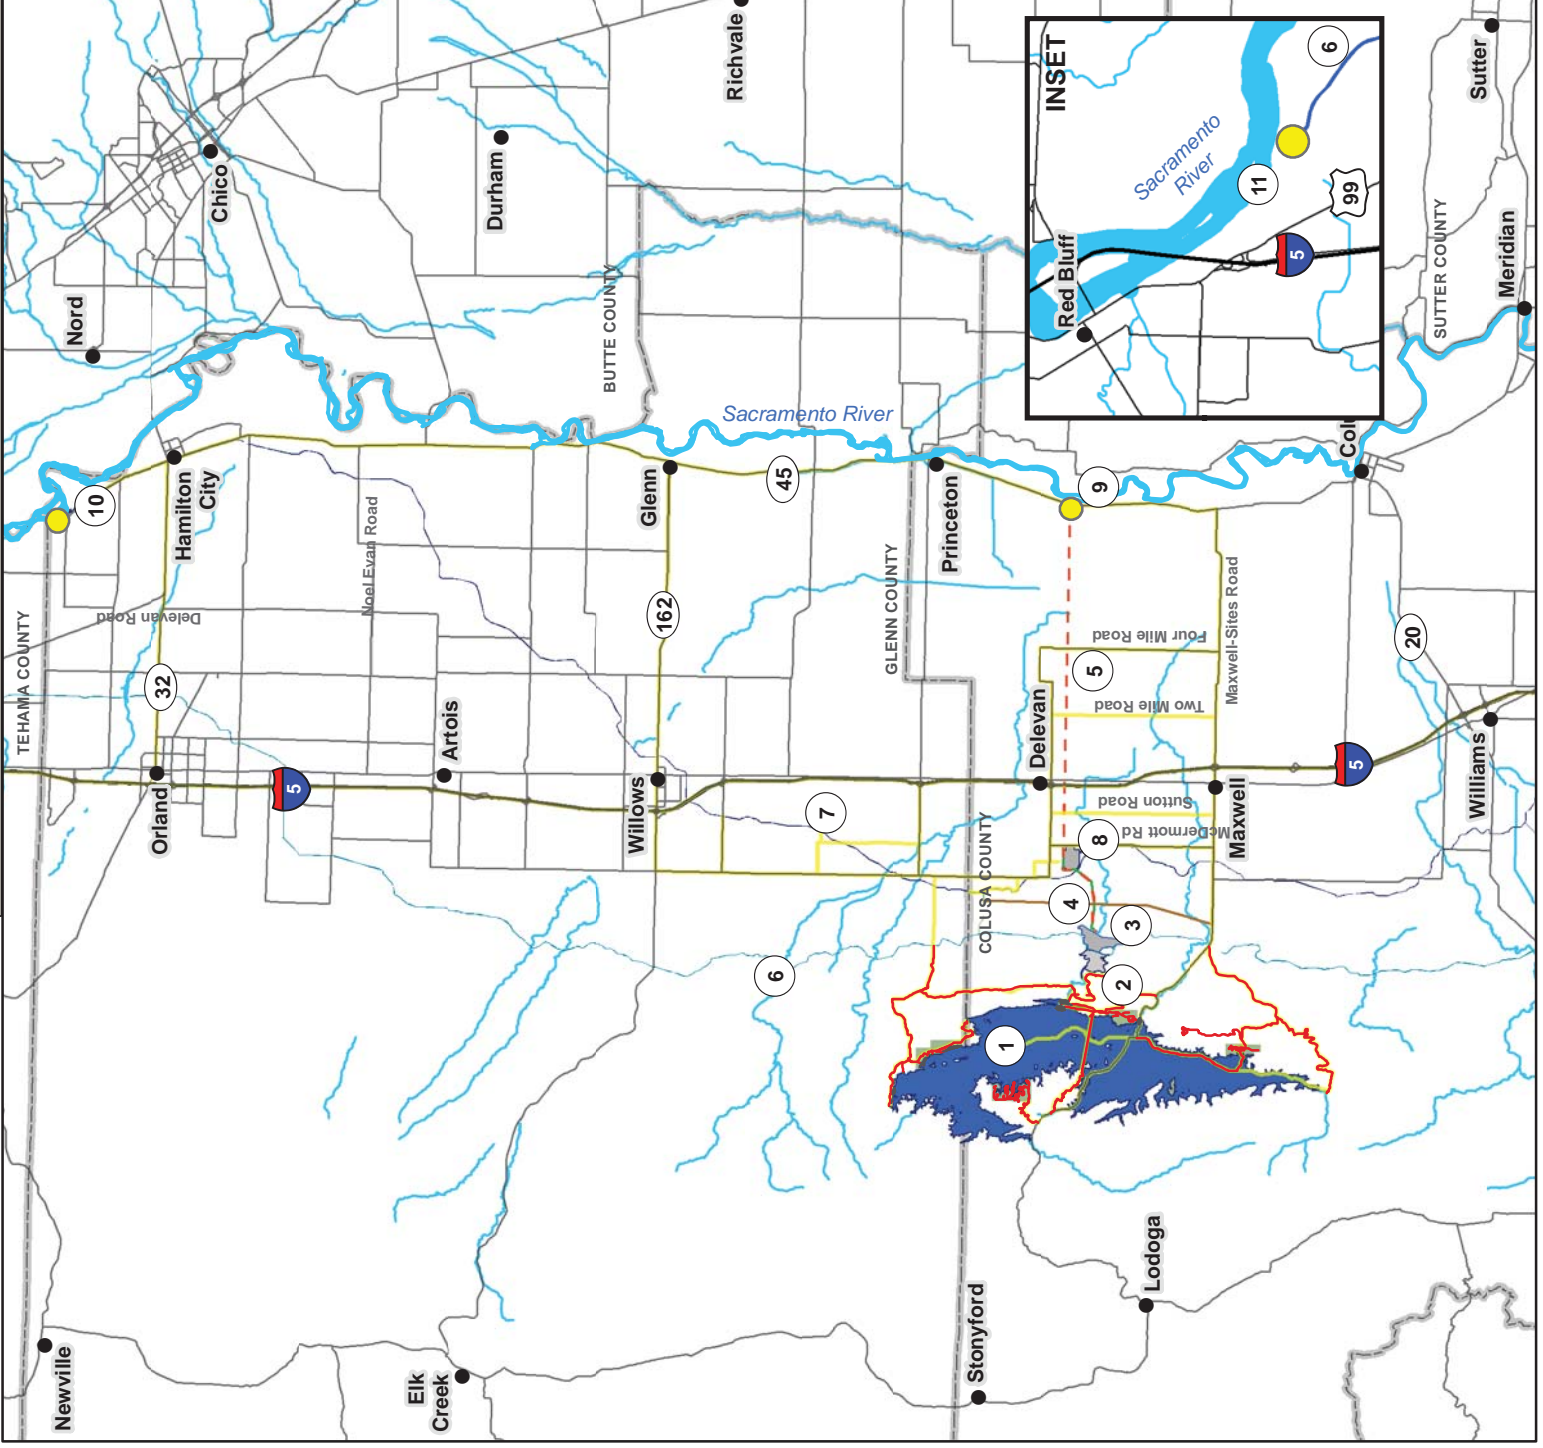 Newville
TEHAMA COUNTY
Nord
Chico
10
Hamilton
City
Delevan Road
32
Orland
5
Noel Evan Road
Artois
Elk
Creek
Durham
Richvale
BUTTE COUNTY
Glenn
162
Willows
Sacramento River
45
7
6
GLENN COUNTY
Princeton
COLUSA COUNTY
Stonyford
1
Delevan
9
5
Four Mile Road
Two Mile Road
Sutton Road
McDermott Rd
8
4
3
2
Maxwell-Sites Road
Maxwell
Lodoga
INSET
Sacramento
River
6
11
99
5
Red Bluff
Colu
20
5
Williams
SUTTER COUNTY
Sutter
Meridian